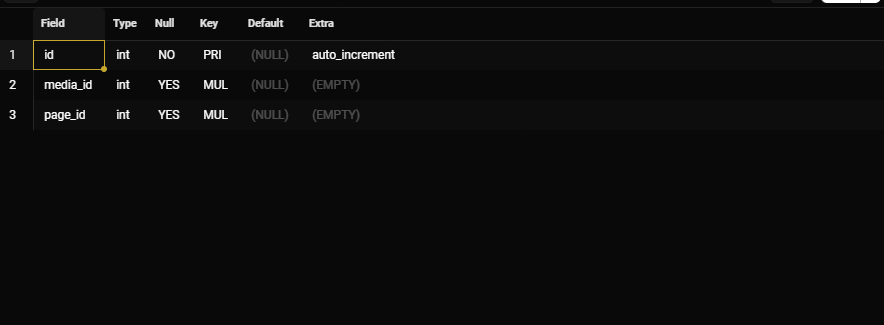 Field Type Null Key Default Extra
1 id int NO PRI (NULL) auto_increment
2 media_id int YES MUL (NULL) (EMPTY)
3 page_id int YES MUL (NULL) (EMPTY)